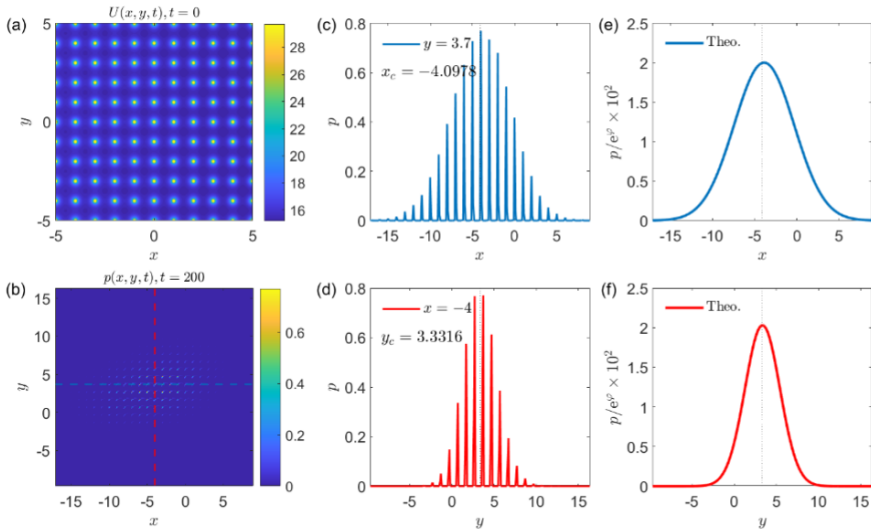 (a)
U(x, y, t), t = 0
5
0
-5
y
-5
0
5
x
28
26
24
22
20
18
16
(c)
0.8
0.6
0.4
0.2
0
p
y = 3.7
x_c = −4.0978
-15
-10
-5
0
5
x
(e)
2.5
2
1.5
1
0.5
0
p/e^φ × 10^2
Theo.
-15
-10
-5
0
5
x
(b)
p(x, y, t), t = 200
15
10
5
0
-5
y
-15
-10
-5
0
5
x
0.6
0.4
0.2
0
(d)
0.8
0.6
0.4
0.2
0
p
x = −4
y_c = 3.3316
-5
0
5
10
15
y
(f)
2.5
2
1.5
1
0.5
0
p/e^φ × 10^2
Theo.
-5
0
5
10
15
y